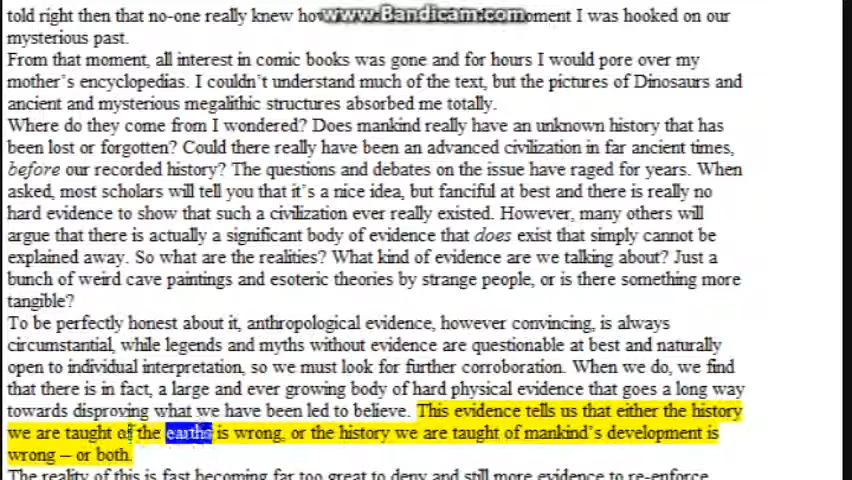 told right then that no-one really knew ho www.Bandicam.com oment I was hooked on our
mysterious past.
From that moment, all interest in comic books was gone and for hours I would pore over my
mother's encyclopedias. I couldn't understand much of the text, but the pictures of Dinosaurs and
ancient and mysterious megalithic structures absorbed me totally.
Where do they come from I wondered? Does mankind really have an unknown history that has
been lost or forgotten? Could there really have been an advanced civilization in far ancient times,
before our recorded history? The questions and debates on the issue have raged for years. When
asked, most scholars will tell you that it's a nice idea, but fanciful at best and there is really no
hard evidence to show that such a civilization ever really existed. However, many others will
argue that there is actually a significant body of evidence that does exist that simply cannot be
explained away. So what are the realities? What kind of evidence are we talking about? Just a
bunch of weird cave paintings and esoteric theories by strange people, or is there something more
tangible?
To be perfectly honest about it, anthropological evidence, however convincing, is always
circumstantial, while legends and myths without evidence are questionable at best and naturally
open to individual interpretation, so we must look for further corroboration. When we do, we find
that there is in fact, a large and ever growing body of hard physical evidence that goes a long way
towards disproving what we have been led to believe. This evidence tells us that either the history
we are taught of the earths is wrong, or the history we are taught of mankind's development is
wrong – or both.
The reality of this is fast becoming far too great to deny and still more evidence to re-enforce